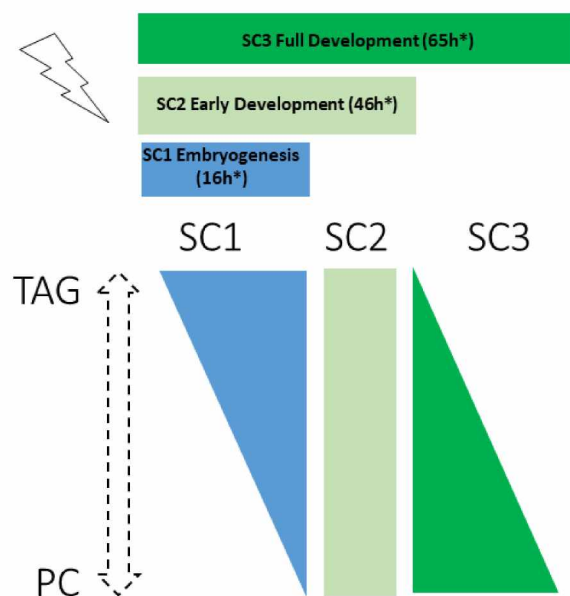 SC3 Full Development (65h*)
SC2 Early Development (46h*)
SC1 Embryogenesis
(16h*)
SC1 SC2 SC3
TAG
PC